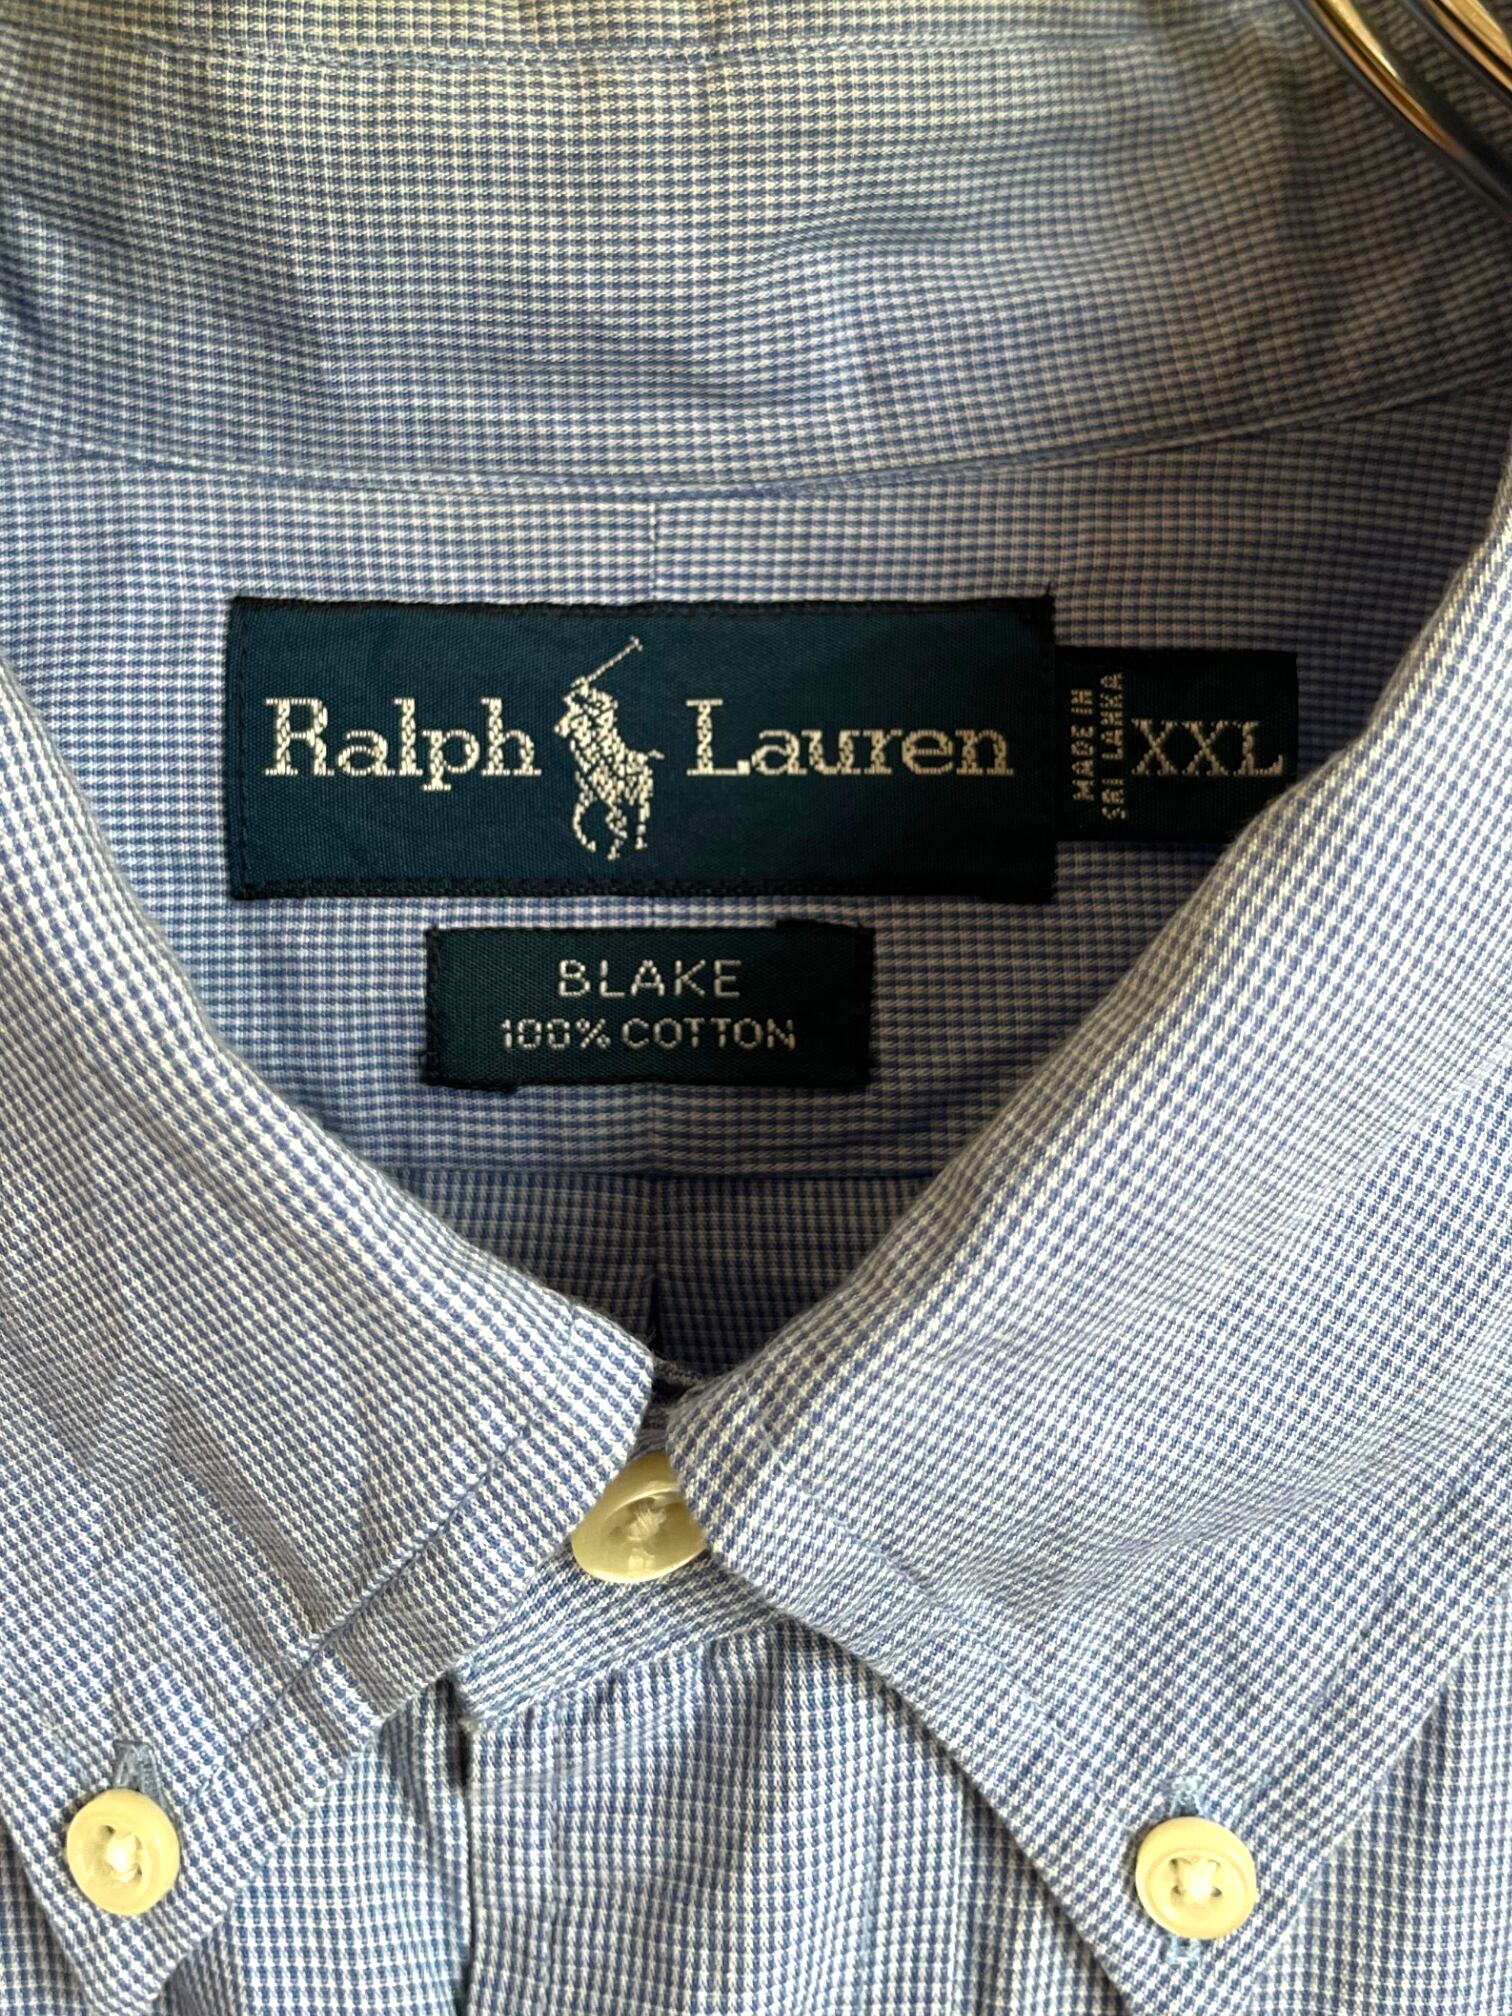 Ralph Lauren
MADE IN
SRI LANKA
XXL
BLAKE
100% COTTON